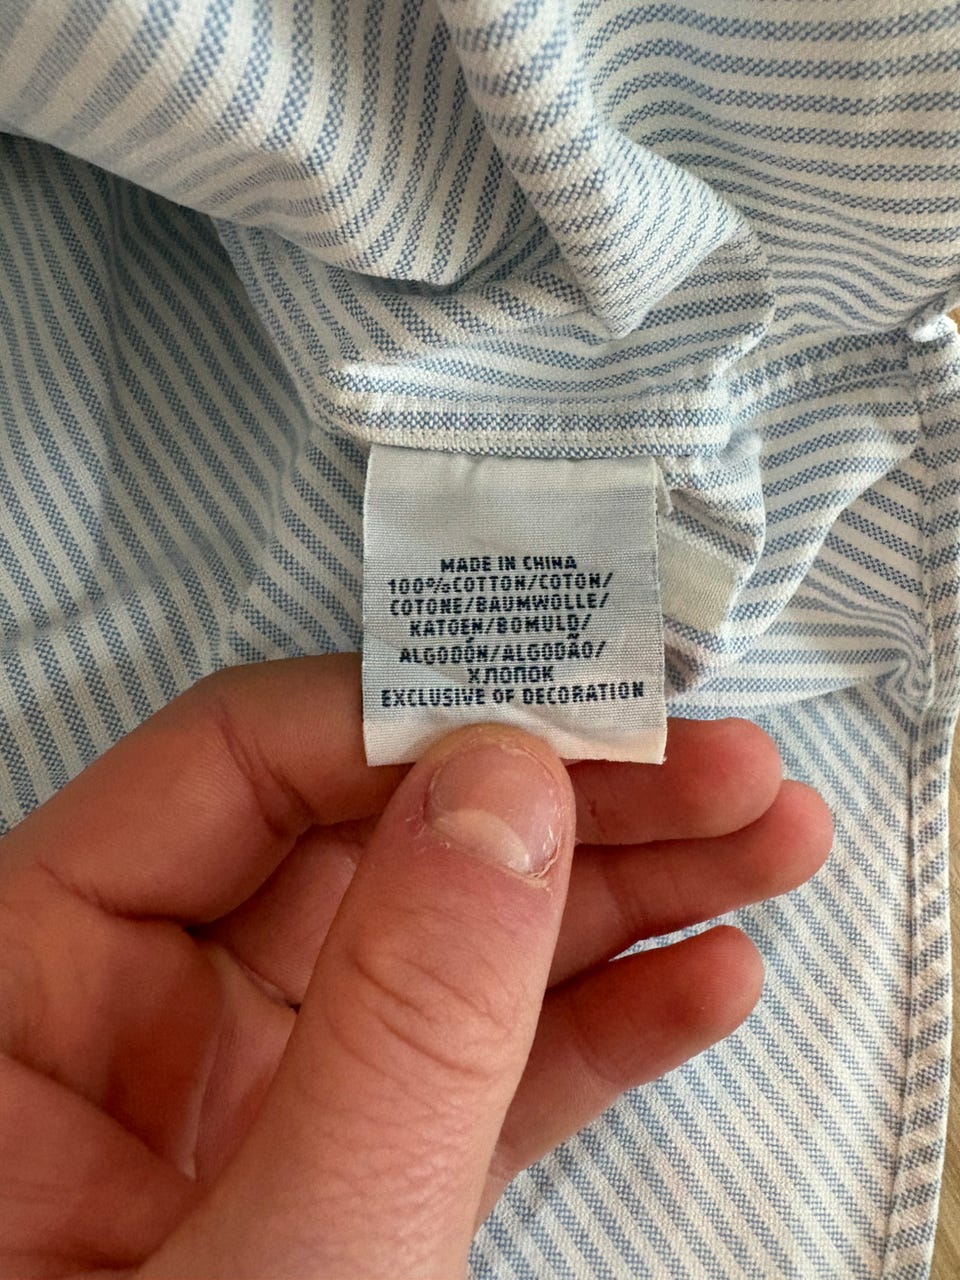 MADE IN CHINA
100%COTTON/COTON/
COTONE/BAUMWOLLE/
KATOEN/BOMULD/
ALGODÓN/ALGODÃO/
ХЛОПОК
EXCLUSIVE OF DECORATION